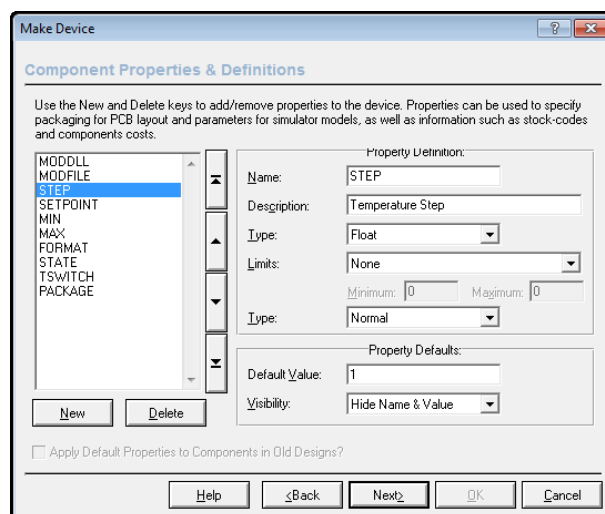 Make Device
Component Properties & Definitions
Use the New and Delete keys to add/remove properties to the device. Properties can be used to specify
packaging for PCB layout and parameters for simulator models, as well as information such as stock-codes
and components costs.
MODDLL
MODFILE
STEP
SETPOINT
MIN
MAX
FORMAT
STATE
TSWITCH
PACKAGE
New Delete
Property Definition:
Name: STEP
Description: Temperature Step
Type: Float
Limits: None
Minimum: 0 Maximum: 0
Type: Normal
Property Defaults:
Default Value: 1
Visibility: Hide Name & Value
Apply Default Properties to Components in Old Designs?
Help <Back Next> OK Cancel